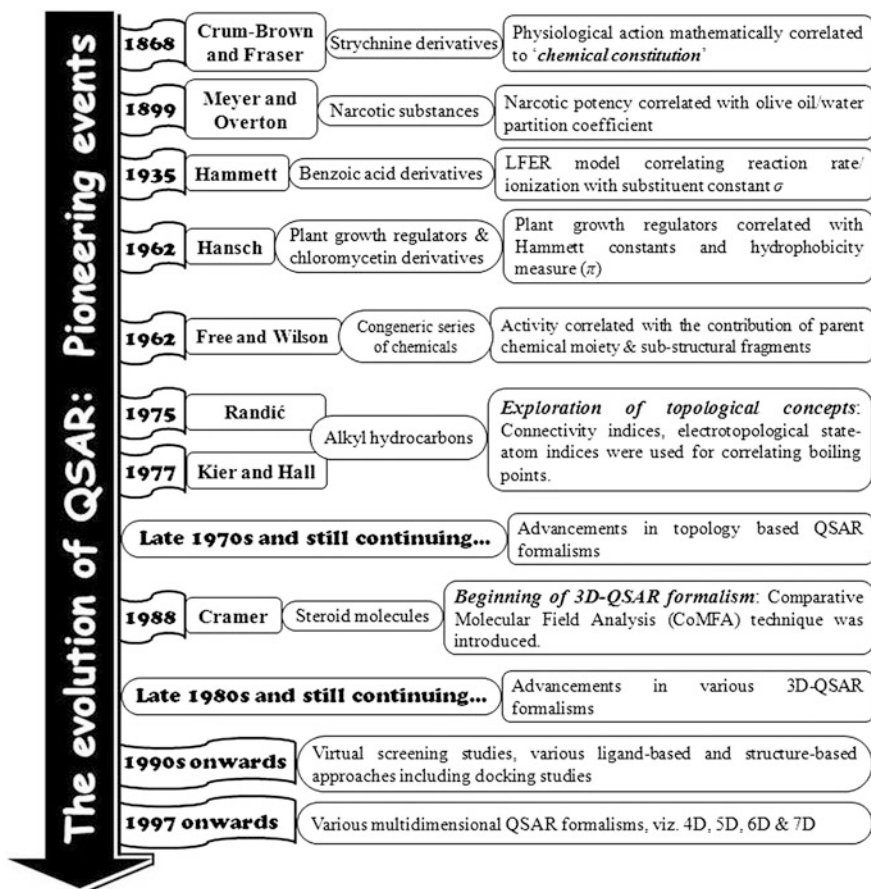 The evolution of QSAR: Pioneering events
1868
Crum-Brown
and Fraser
Strychnine derivatives
Physiological action mathematically correlated
to ‘chemical constitution’
1899
Meyer and
Overton
Narcotic substances
Narcotic potency correlated with olive oil/water
partition coefficient
1935
Hammett
Benzoic acid derivatives
LFER model correlating reaction rate/
ionization with substituent constant σ
1962
Hansch
Plant growth regulators &
chloromycetin derivatives
Plant growth regulators correlated with
Hammett constants and hydrophobicity
measure (π)
1962
Free and Wilson
Congeneric series
of chemicals
Activity correlated with the contribution of parent
chemical moiety & sub-structural fragments
1975
Randić
1977
Kier and Hall
Alkyl hydrocarbons
Exploration of topological concepts:
Connectivity indices, electrotopological state-
atom indices were used for correlating boiling
points.
Late 1970s and still continuing...
Advancements in topology based QSAR
formalisms
1988
Cramer
Steroid molecules
Beginning of 3D-QSAR formalism: Comparative
Molecular Field Analysis (CoMFA) technique was
introduced.
Late 1980s and still continuing...
Advancements in various 3D-QSAR
formalisms
1990s onwards
Virtual screening studies, various ligand-based and structure-based
approaches including docking studies
1997 onwards
Various multidimensional QSAR formalisms, viz. 4D, 5D, 6D & 7D